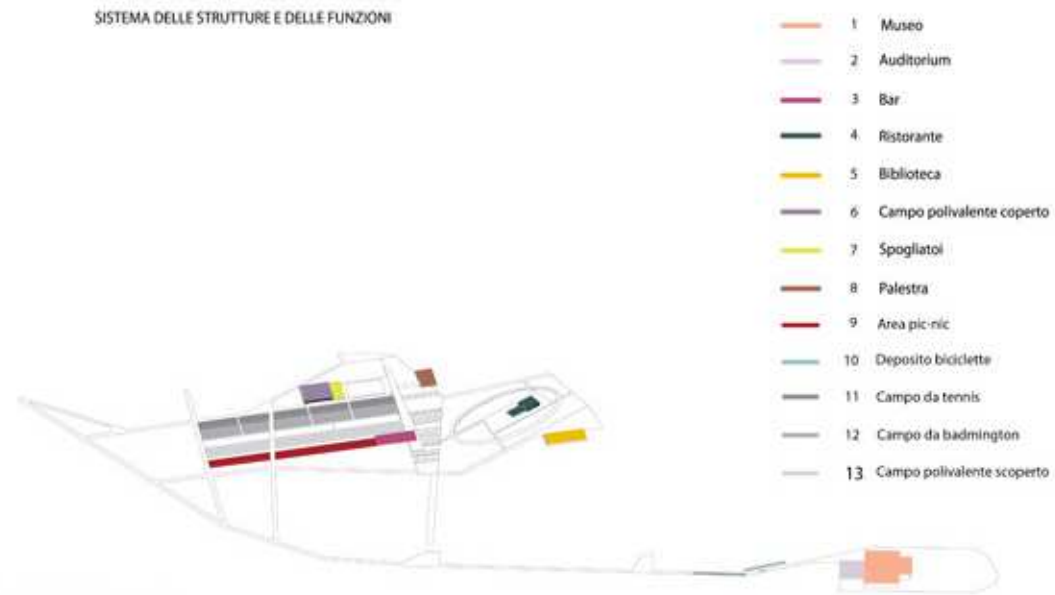 SISTEMA DELLE STRUTTURE E DELLE FUNZIONI
1 Museo
2 Auditorium
3 Bar
4 Ristorante
5 Biblioteca
6 Campo polivalente coperto
7 Spogliatoi
8 Palestra
9 Area pic-nic
10 Deposito biciclette
11 Campo da tennis
12 Campo da badmington
13 Campo polivalente scoperto